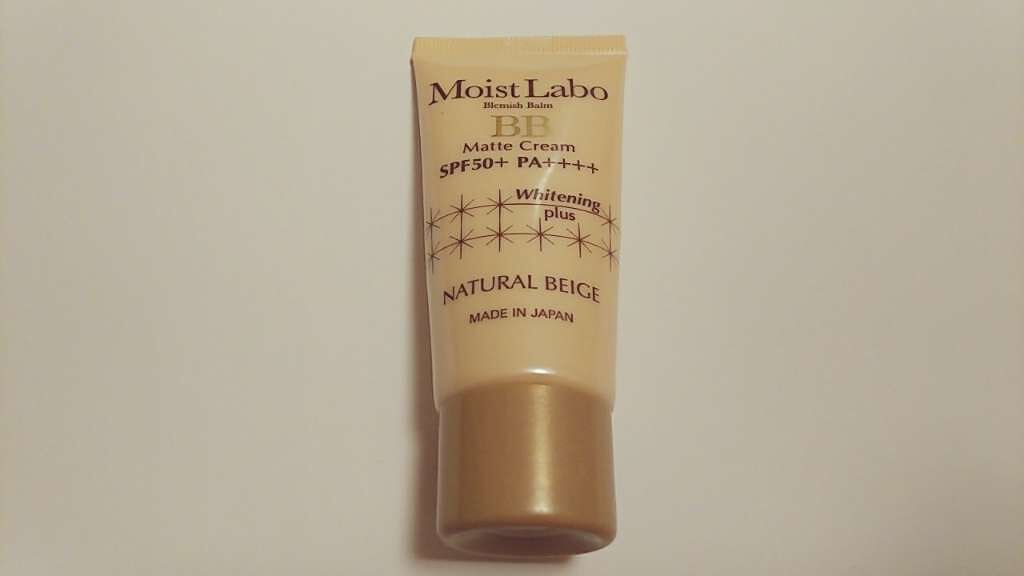 Moist Labo
Blemish Balm
BB
Matte Cream
SPF50+ PA++++
Whitening
plus
NATURAL BEIGE
MADE IN JAPAN